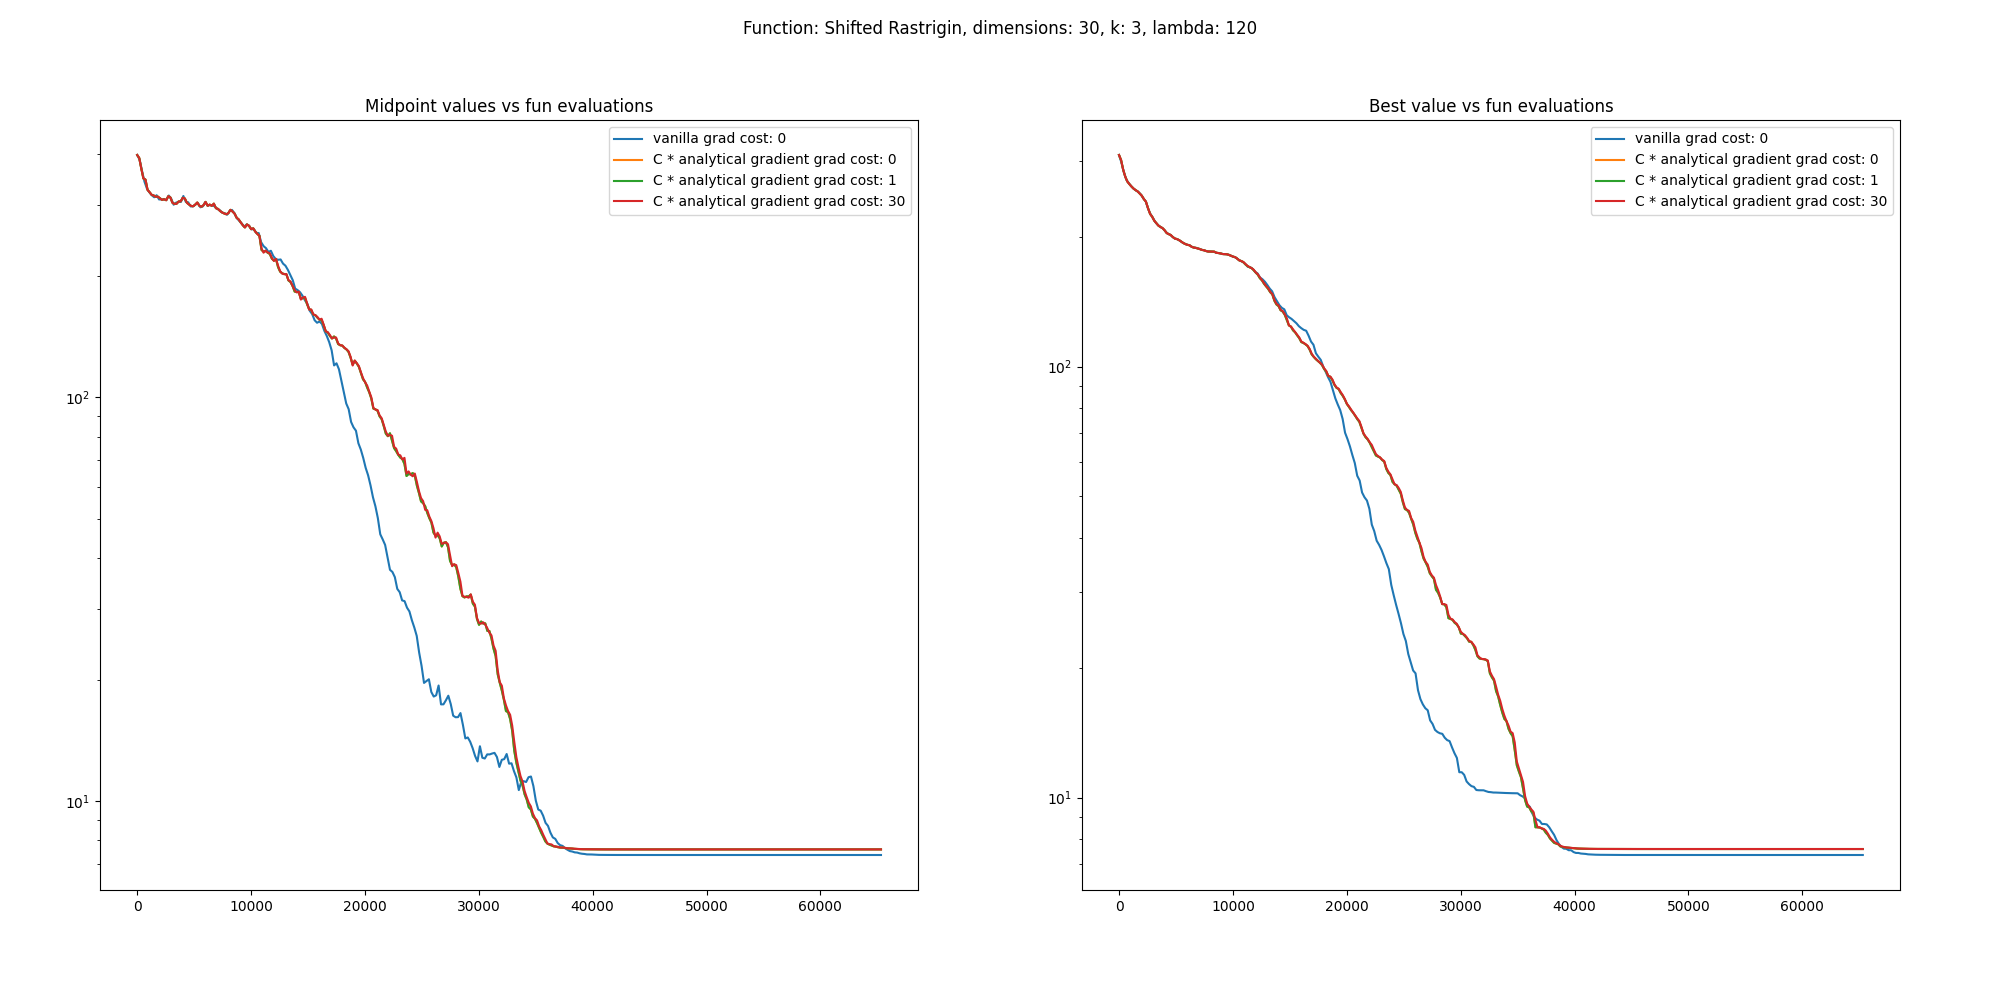 Function: Shifted Rastrigin, dimensions: 30, k: 3, lambda: 120
Midpoint values vs fun evaluations
vanilla grad cost: 0
C * analytical gradient grad cost: 0
C * analytical gradient grad cost: 1
C * analytical gradient grad cost: 30
10²
10¹
0 10000 20000 30000 40000 50000 60000
Best value vs fun evaluations
vanilla grad cost: 0
C * analytical gradient grad cost: 0
C * analytical gradient grad cost: 1
C * analytical gradient grad cost: 30
10²
10¹
0 10000 20000 30000 40000 50000 60000